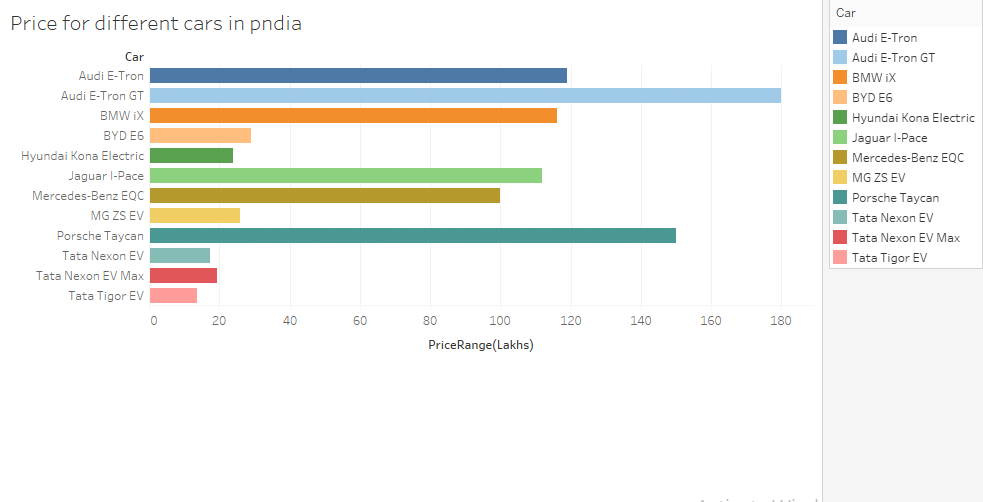 Price for different cars in pndia
Car
Audi E-Tron
Audi E-Tron GT
BMW iX
BYD E6
Hyundai Kona Electric
Jaguar I-Pace
Mercedes-Benz EQC
MG ZS EV
Porsche Taycan
Tata Nexon EV
Tata Nexon EV Max
Tata Tigor EV
0 20 40 60 80 100 120 140 160 180
PriceRange(Lakhs)
Car
Audi E-Tron
Audi E-Tron GT
BMW iX
BYD E6
Hyundai Kona Electric
Jaguar I-Pace
Mercedes-Benz EQC
MG ZS EV
Porsche Taycan
Tata Nexon EV
Tata Nexon EV Max
Tata Tigor EV